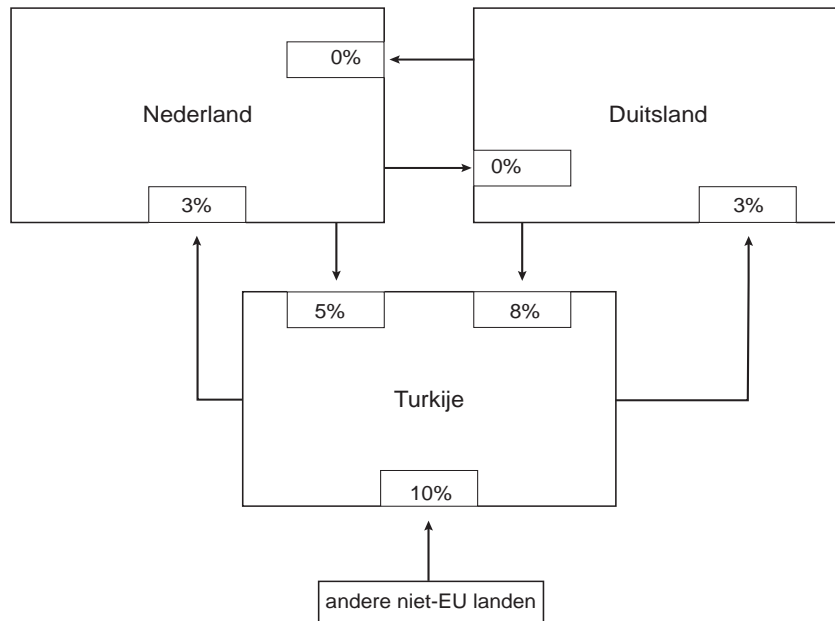 0%
Nederland
Duitsland
0%
3%
3%
5%
8%
Turkije
10%
andere niet-EU landen